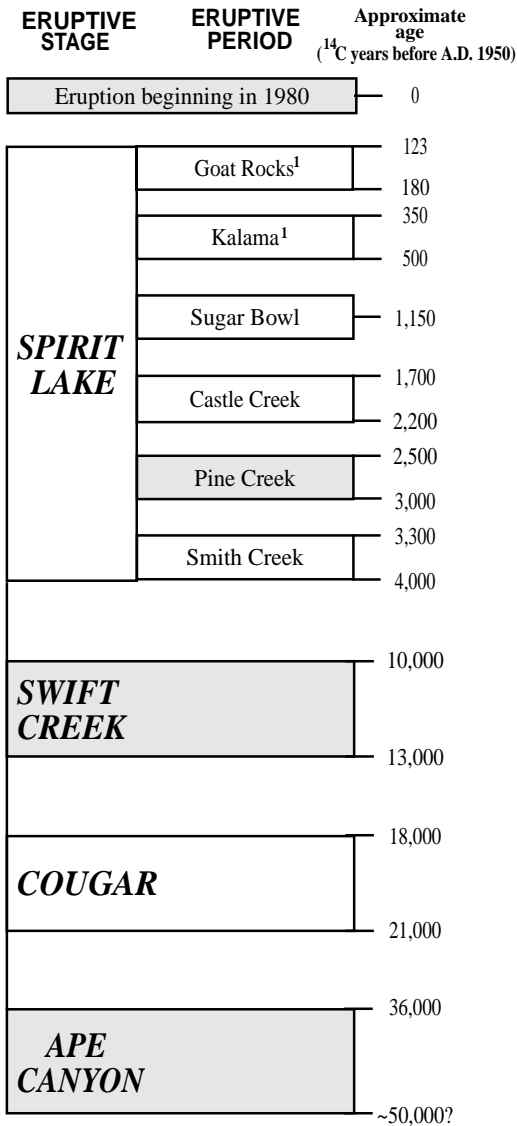 ERUPTIVE STAGE
ERUPTIVE PERIOD
Approximate age
(¹⁴C years before A.D. 1950)
Eruption beginning in 1980
0
SPIRIT LAKE
Goat Rocks¹
123
180
Kalama¹
350
500
Sugar Bowl
1,150
Castle Creek
1,700
2,200
Pine Creek
2,500
3,000
Smith Creek
3,300
4,000
SWIFT CREEK
10,000
13,000
COUGAR
18,000
21,000
APE CANYON
36,000
~50,000?